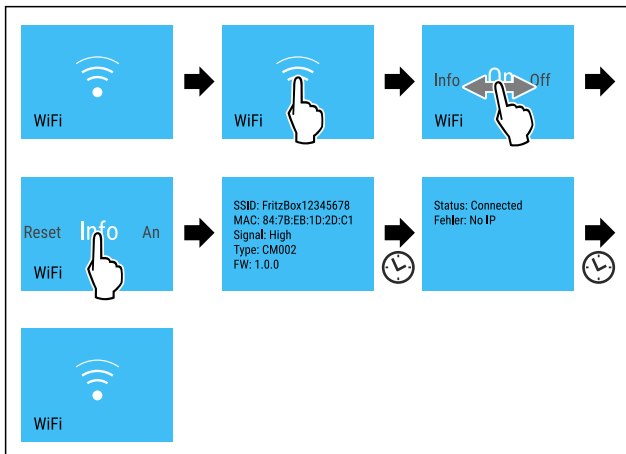 WiFi
WiFi
Info On Off
WiFi
Reset Info An
WiFi
SSID: FritzBox12345678
MAC: 84:7B:EB:1D:2D:C1
Signal: High
Type: CM002
FW: 1.0.0
Status: Connected
Fehler: No IP
WiFi